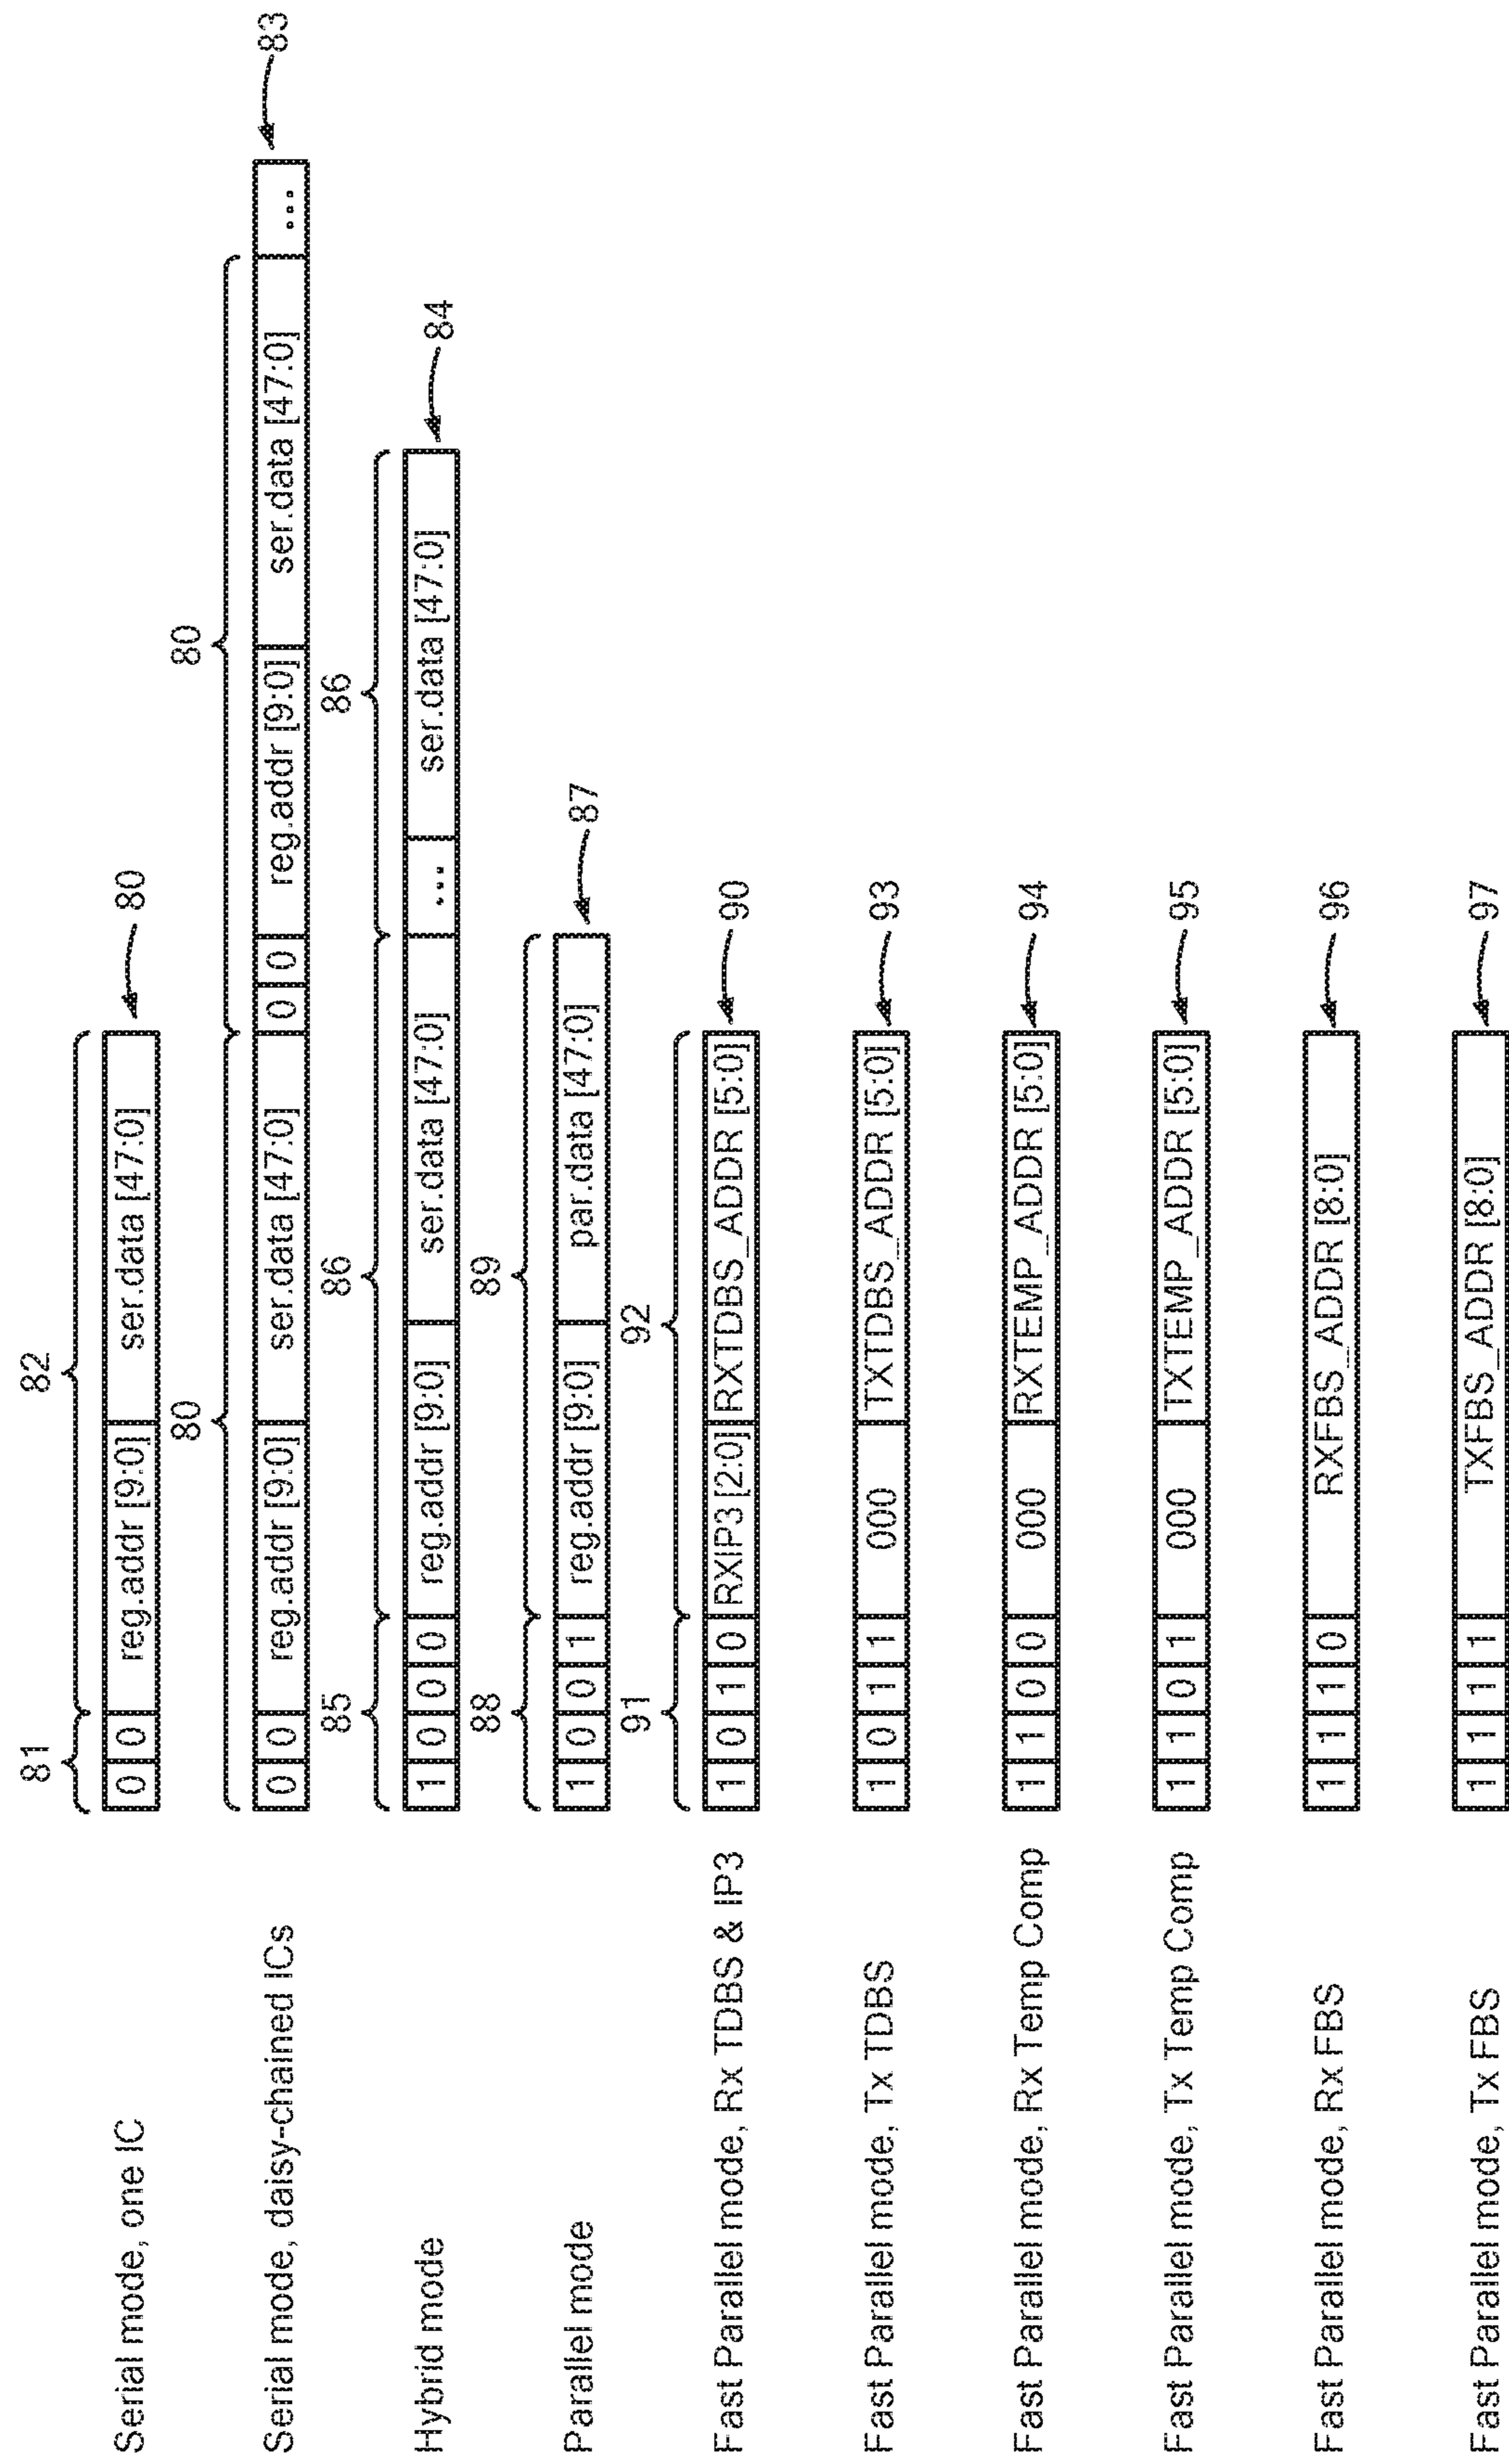 81
82
Serial mode, one IC
0 0 reg.addr [9:0] ser.data [47:0]
80
80
80
Serial mode, daisy-chained ICs
0 0 reg.addr [9:0] ser.data [47:0] 0 0 reg.addr [9:0] ser.data [47:0] ...
83
85
86
86
Hybrid mode
1 0 0 0 reg.addr [9:0] ser.data [47:0] ... ser.data [47:0]
84
88
89
Parallel mode
1 0 0 1 reg.addr [9:0] par.data [47:0]
87
91
92
Fast Parallel mode, Rx TDBS & IP3
1 0 1 0 RXIP3 [2:0] RXTDBS_ADDR [5:0]
90
Fast Parallel mode, Tx TDBS
1 0 1 1 000 TXTDBS_ADDR [5:0]
93
Fast Parallel mode, Rx Temp Comp
1 1 0 0 000 RXTEMP_ADDR [5:0]
94
Fast Parallel mode, Tx Temp Comp
1 1 0 1 000 TXTEMP_ADDR [5:0]
95
Fast Parallel mode, Rx FBS
1 1 1 0 RXFBS_ADDR [8:0]
96
Fast Parallel mode, Tx FBS
1 1 1 1 TXFBS_ADDR [8:0]
97